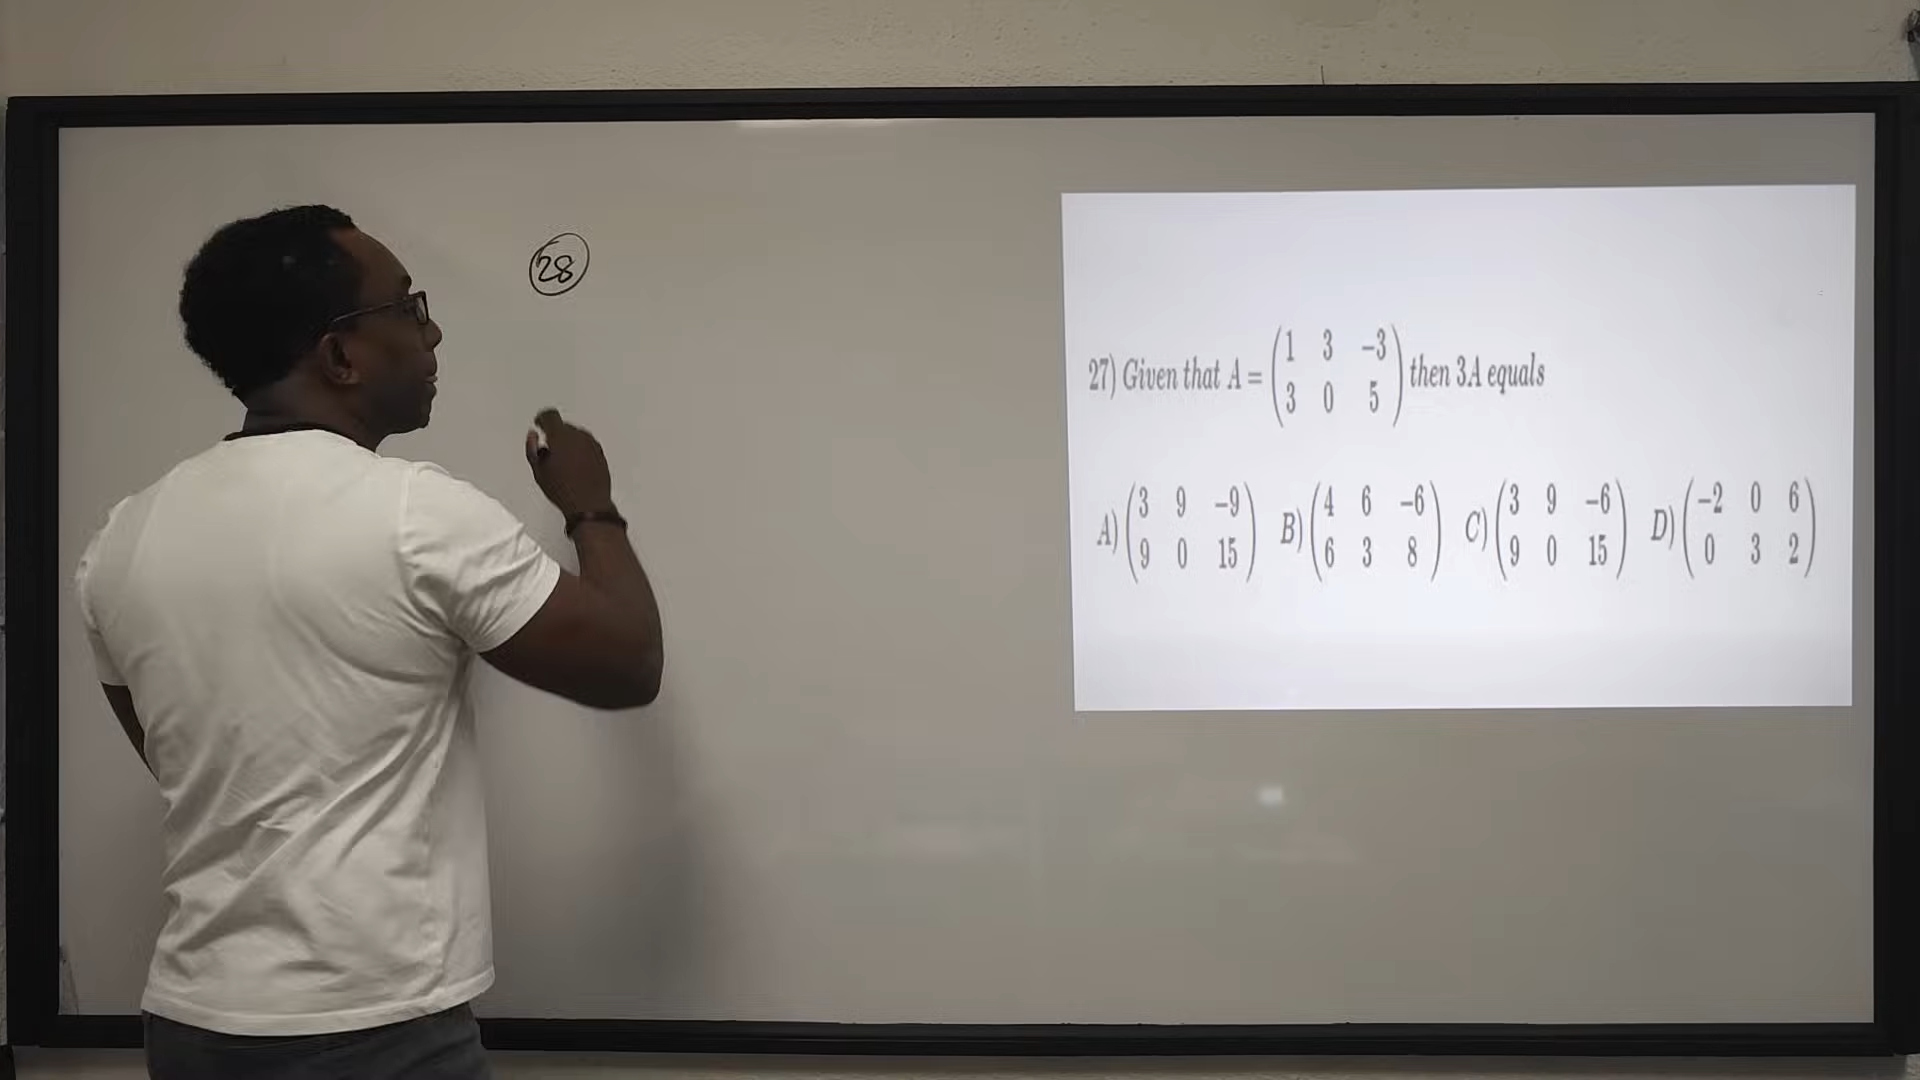 28
27) Given that A = (1 3 -3
3 0 5) then 3A equals
A) (3 9 -9
9 0 15) B) (4 6 -6
6 3 8) C) (3 9 -6
9 0 15) D) (-2 0 6
0 3 2)